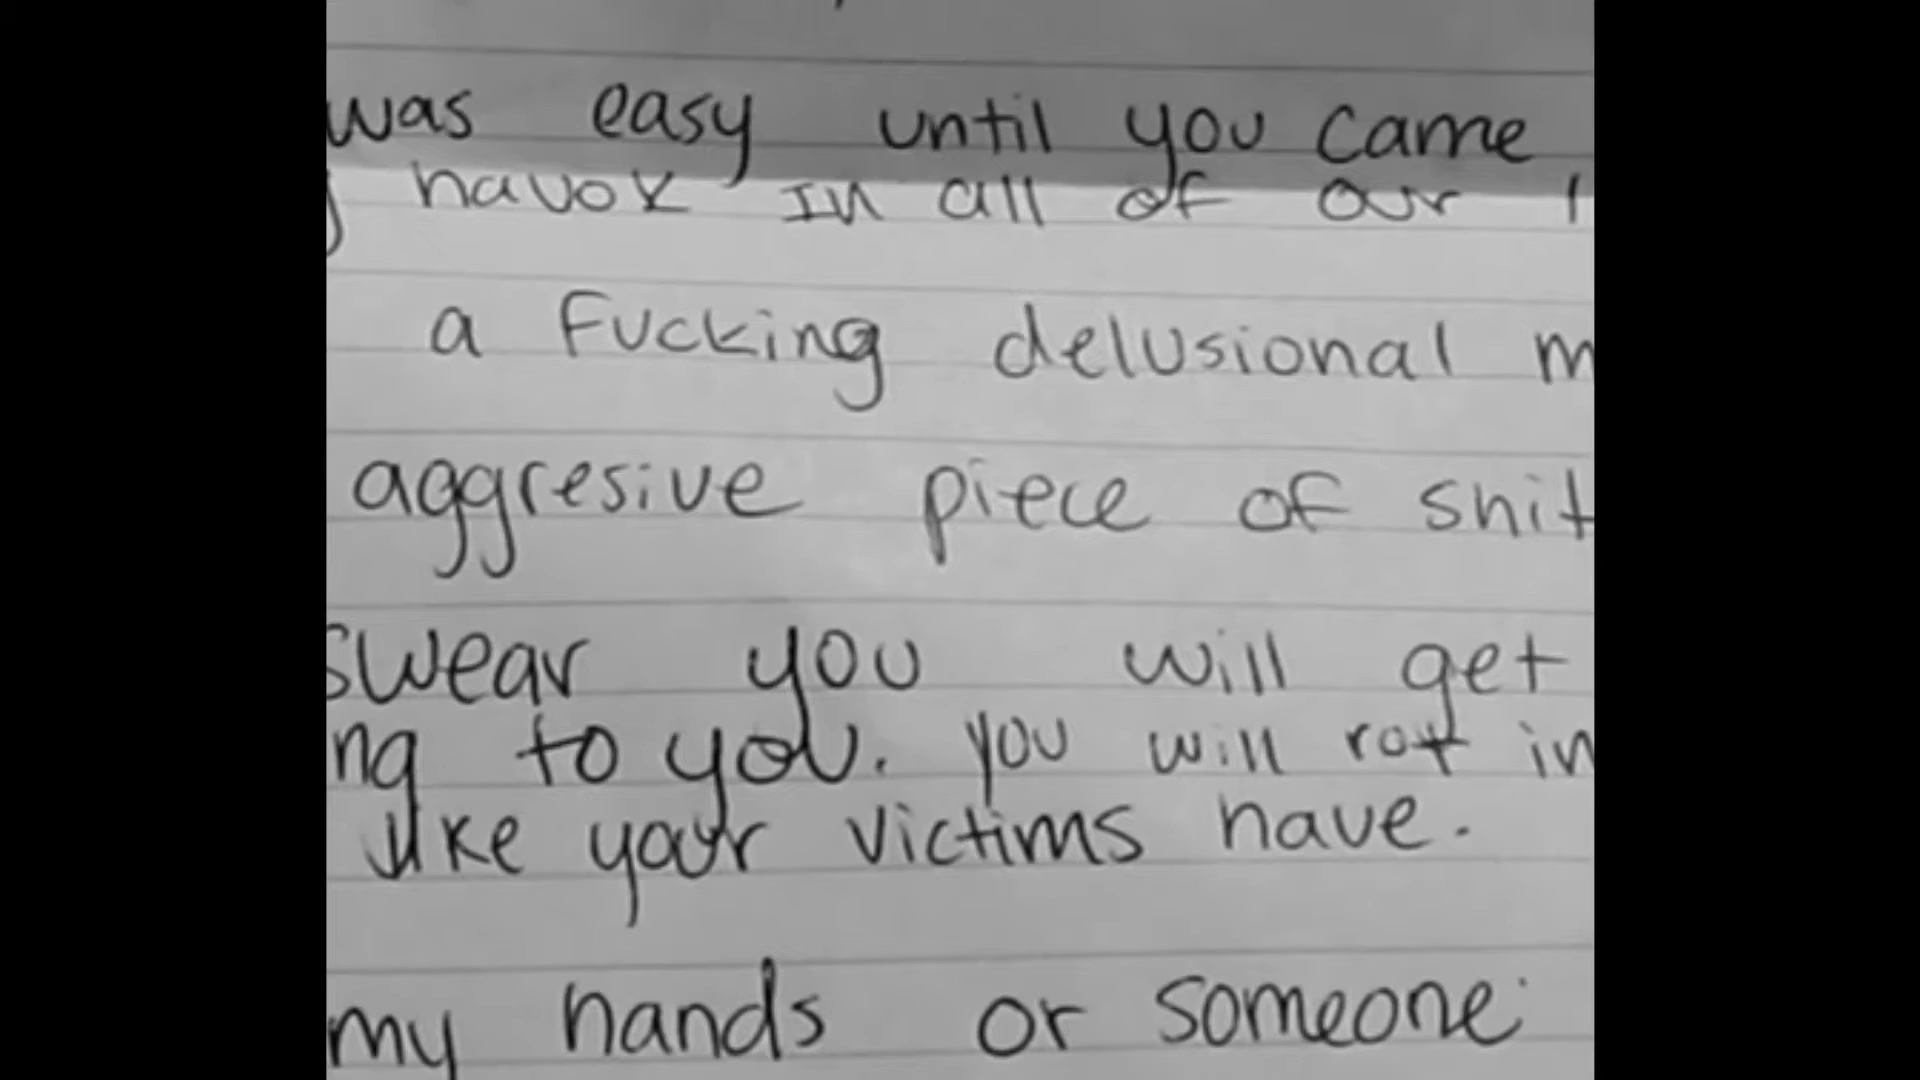 was easy until you came
havok in all of our
a Fucking delusional
aggresive piece of shit
swear you will get
ng to you. you will rot in
like your victims have.
my hands or someone